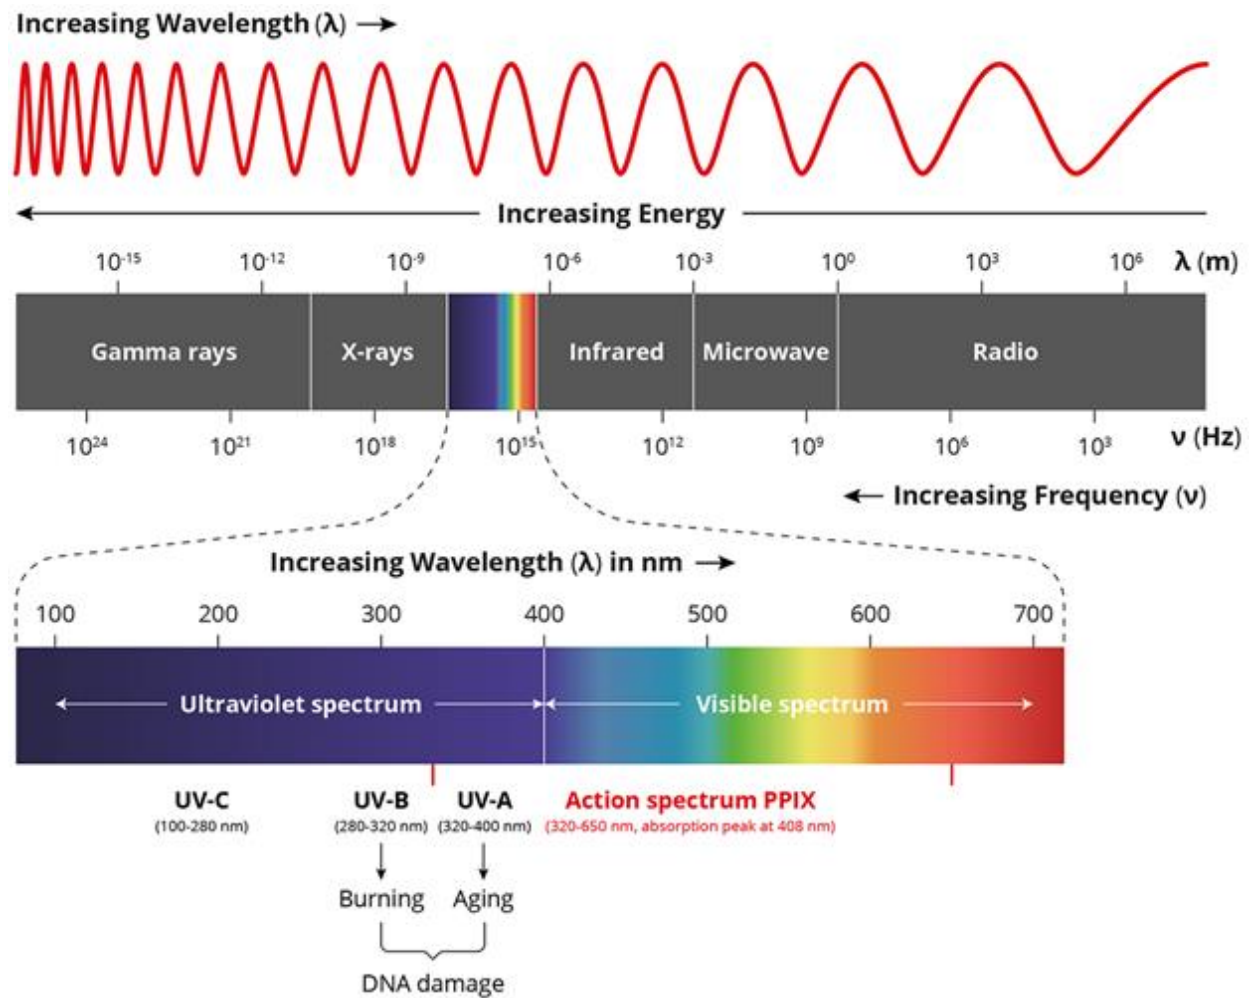 Increasing Wavelength (λ) →
← Increasing Energy
10⁻¹⁵ 10⁻¹² 10⁻⁹ 10⁻⁶ 10⁻³ 10⁰ 10³ 10⁶ λ (m)
Gamma rays X-rays Infrared Microwave Radio
10²⁴ 10²¹ 10¹⁸ 10¹⁵ 10¹² 10⁹ 10⁶ 10³ ν (Hz)
← Increasing Frequency (ν)
Increasing Wavelength (λ) in nm →
100 200 300 400 500 600 700
Ultraviolet spectrum Visible spectrum
UV-C UV-B UV-A Action spectrum PPIX
(100-280 nm) (280-320 nm) (320-400 nm) (320-650 nm, absorption peak at 408 nm)
Burning Aging
DNA damage